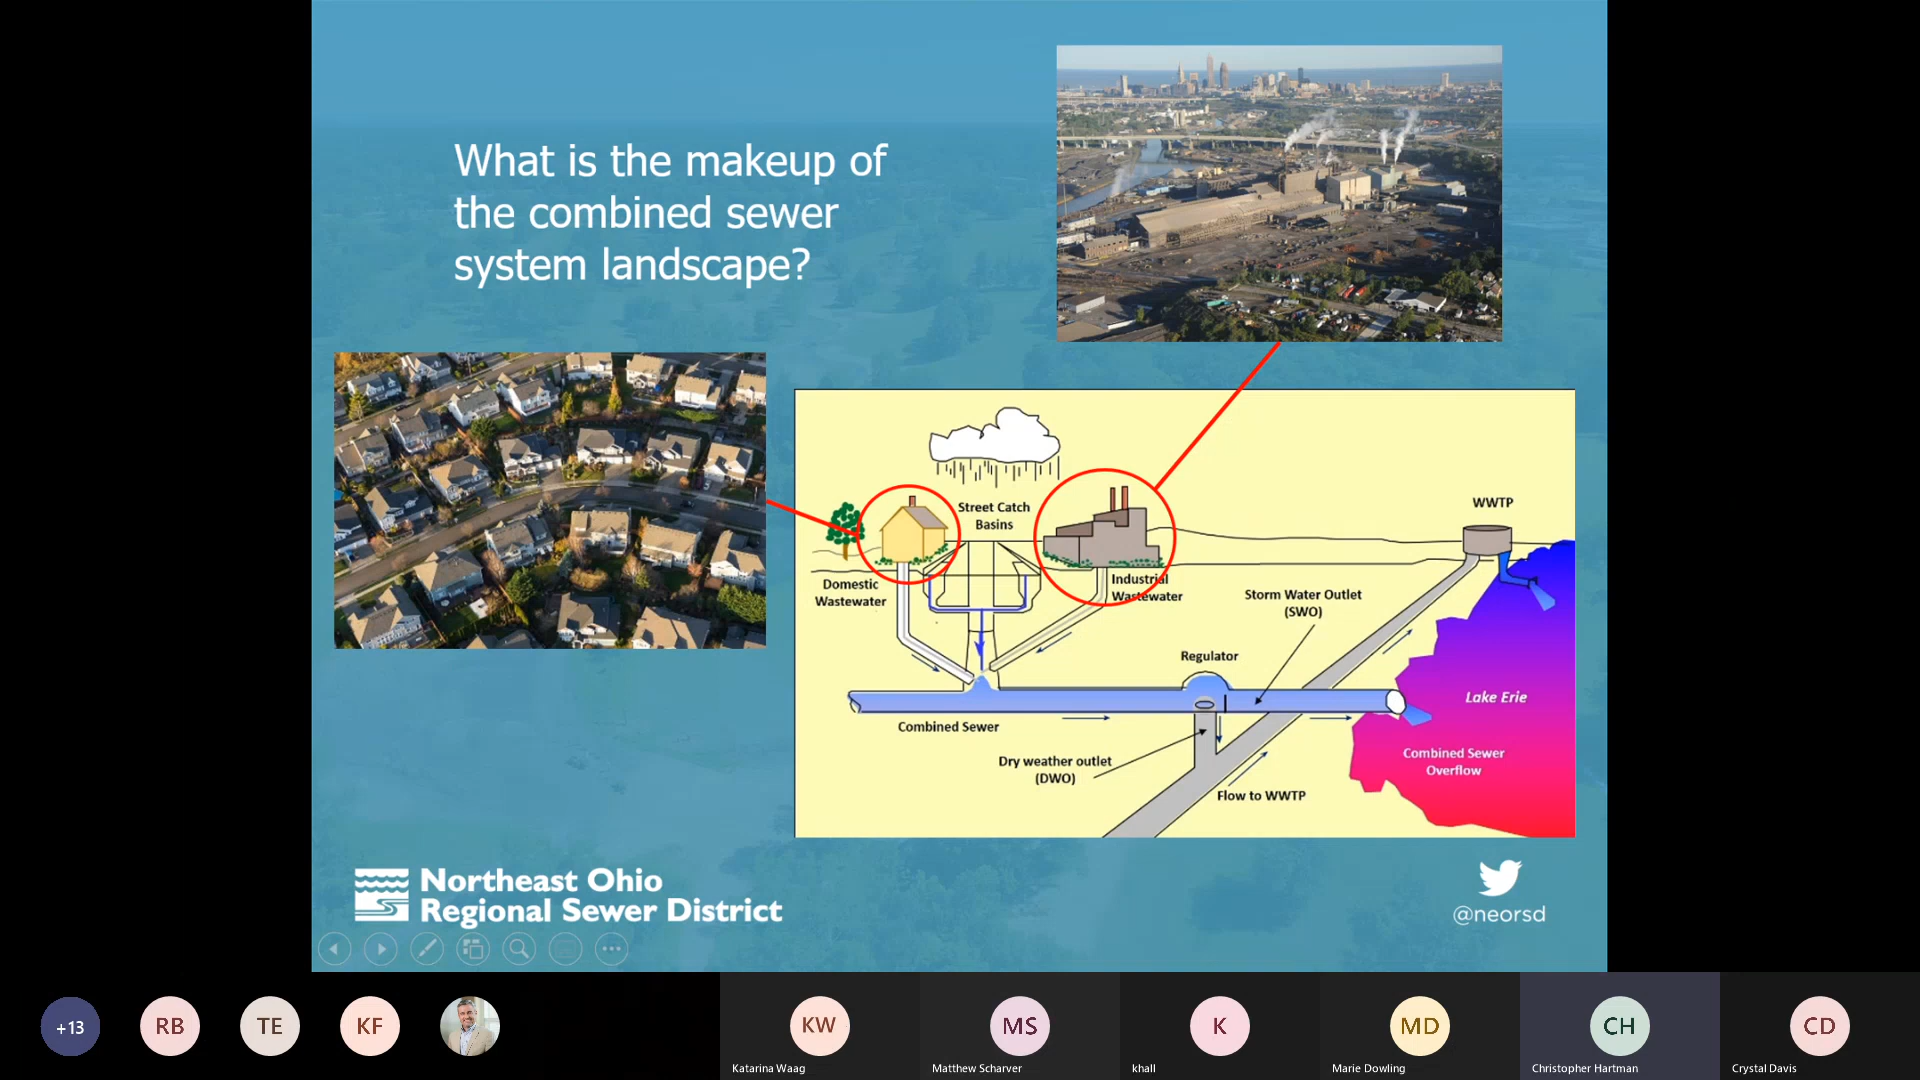 What is the makeup of
the combined sewer
system landscape?
Street Catch
Basins
WWTP
Domestic
Wastewater
Industrial
Wastewater
Storm Water Outlet
(SWO)
Regulator
Lake Erie
Combined Sewer
Combined Sewer
Overflow
Dry weather outlet
(DWO)
Flow to WWTP
Northeast Ohio
Regional Sewer District
@neorsd
+13
RB
TE
KF
KW
MS
K
MD
CH
CD
Katarina Waag
Matthew Scharver
khall
Marie Dowling
Christopher Hartman
Crystal Davis